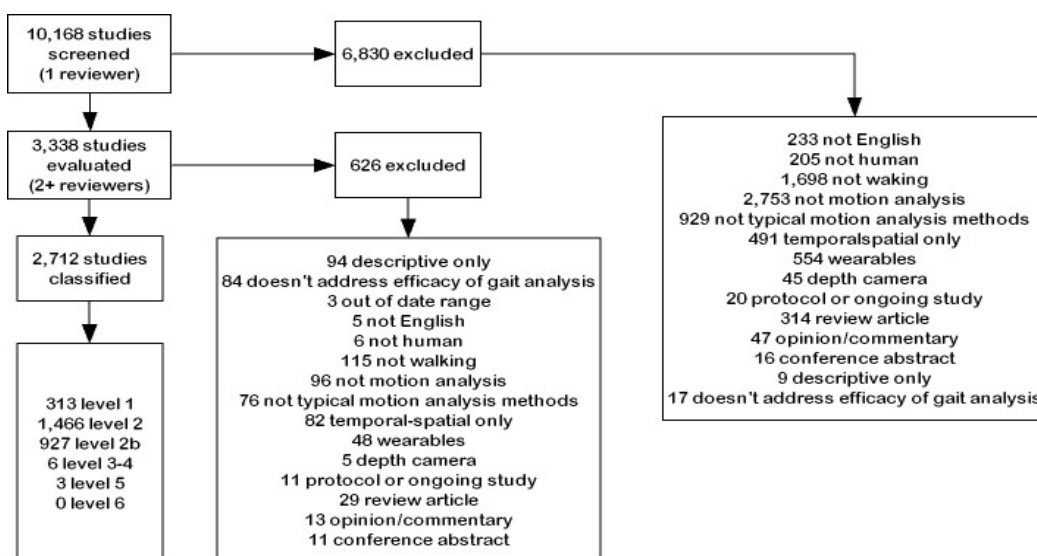 10,168 studies
screened
(1 reviewer)
6,830 excluded
3,338 studies
evaluated
(2+ reviewers)
626 excluded
2,712 studies
classified
313 level 1
1,466 level 2
927 level 2b
6 level 3-4
3 level 5
0 level 6
94 descriptive only
84 doesn't address efficacy of gait analysis
3 out of date range
5 not English
6 not human
115 not walking
96 not motion analysis
76 not typical motion analysis methods
82 temporal-spatial only
48 wearables
5 depth camera
11 protocol or ongoing study
29 review article
13 opinion/commentary
11 conference abstract
233 not English
205 not human
1,698 not waking
2,753 not motion analysis
929 not typical motion analysis methods
491 temporalspatial only
554 wearables
45 depth camera
20 protocol or ongoing study
314 review article
47 opinion/commentary
16 conference abstract
9 descriptive only
17 doesn't address efficacy of gait analysis